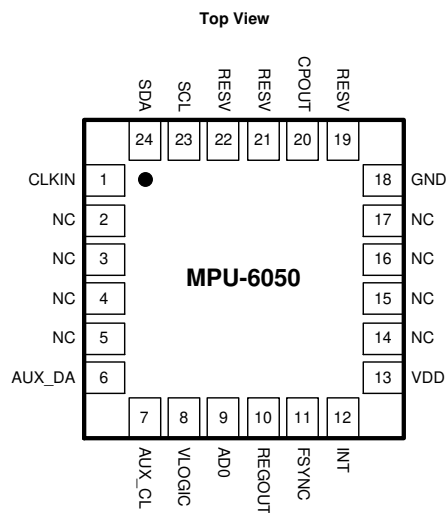 Top View
SDA
SCL
RESV
RESV
CPOUT
RESV
24
23
22
21
20
19
CLKIN 1
18 GND
NC 2
17 NC
NC 3
16 NC
MPU-6050
NC 4
15 NC
NC 5
14 NC
AUX_DA 6
13 VDD
7
8
9
10
11
12
AUX_CL
VLOGIC
AD0
REGOUT
FSYNC
INT